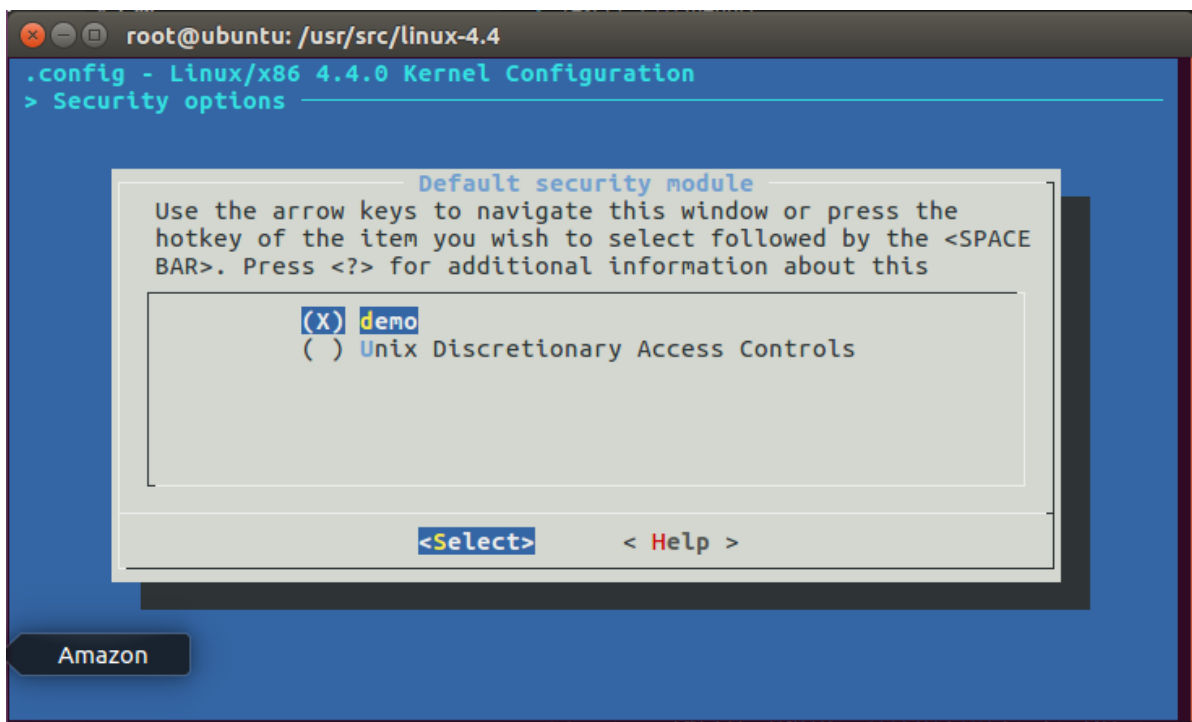 root@ubuntu: /usr/src/linux-4.4
.config - Linux/x86 4.4.0 Kernel Configuration
> Security options
Default security module
Use the arrow keys to navigate this window or press the
hotkey of the item you wish to select followed by the <SPACE
BAR>. Press <?> for additional information about this
(X) demo
( ) Unix Discretionary Access Controls
<Select> < Help >
Amazon